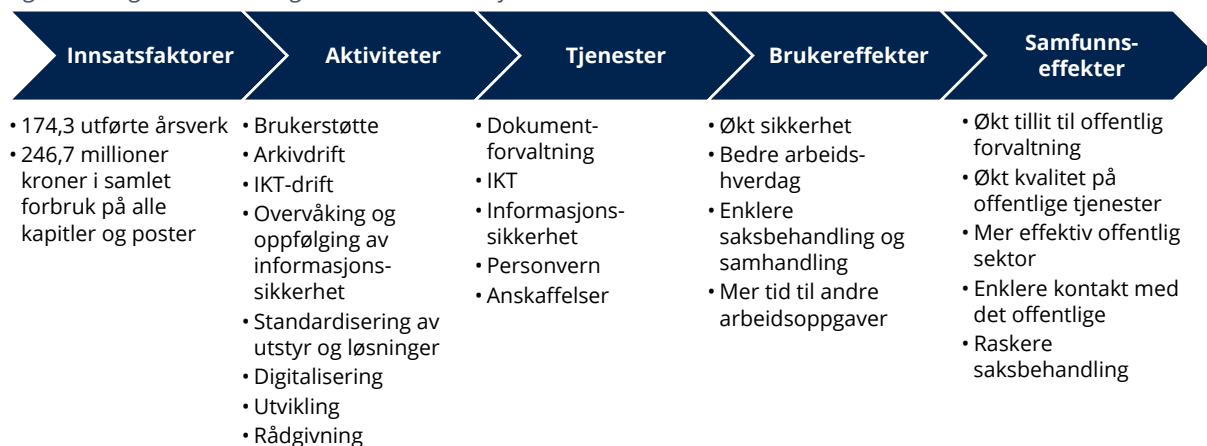 Innsatsfaktorer
Aktiviteter
Tjenester
Brukereffekter
Samfunns-
effekter
• 174,3 utførte årsverk
• 246,7 millioner
kroner i samlet
forbruk på alle
kapitler og poster
• Brukerstøtte
• Arkivdrift
• IKT-drift
• Overvåking og
oppfølging av
informasjons-
sikkerhet
• Standardisering av
utstyr og løsninger
• Digitalisering
• Utvikling
• Rådgivning
• Dokument-
forvaltning
• IKT
• Informasjons-
sikkerhet
• Personvern
• Anskaffelser
• Økt sikkerhet
• Bedre arbeids-
hverdag
• Enklere
saksbehandling og
samhandling
• Mer tid til andre
arbeidsoppgaver
• Økt tillit til offentlig
forvaltning
• Økt kvalitet på
offentlige tjenester
• Mer effektiv offentlig
sektor
• Enklere kontakt med
det offentlige
• Raskere
saksbehandling